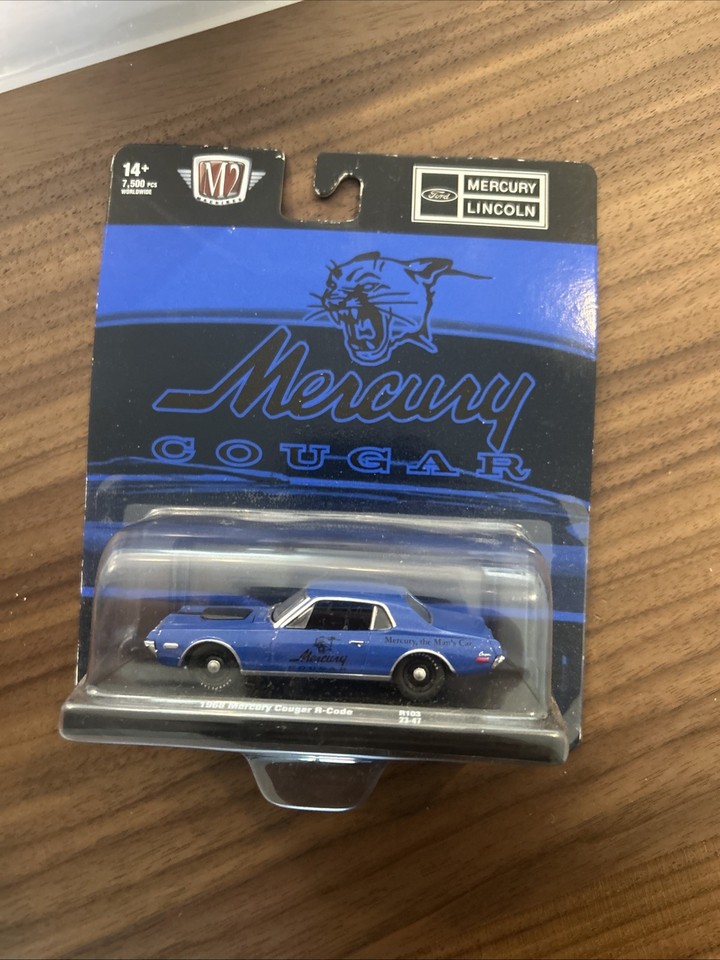 14+
7,500 PCS
WORLDWIDE
M2
MACHINES
Ford
MERCURY
LINCOLN
Mercury
COUGAR
Mercury, the Man's Car
Mercury
COUGAR
1968 Mercury Cougar R-Code
R103
23-47